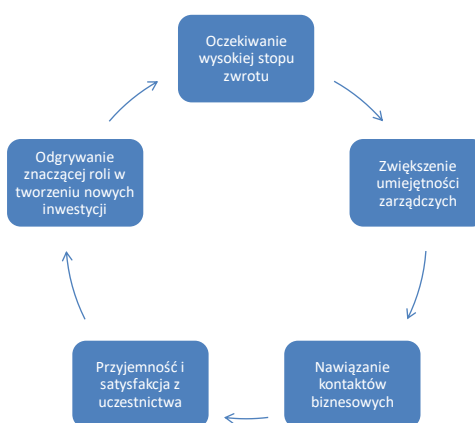 Oczekiwanie
wysokiej stopu
zwrotu
Zwiększenie
umiejętności
zarządczych
Nawiązanie
kontaktów
biznesowych
Przyjemność i
satysfakcja z
uczestnictwa
Odgrywanie
znaczącej roli w
tworzeniu nowych
inwestycji